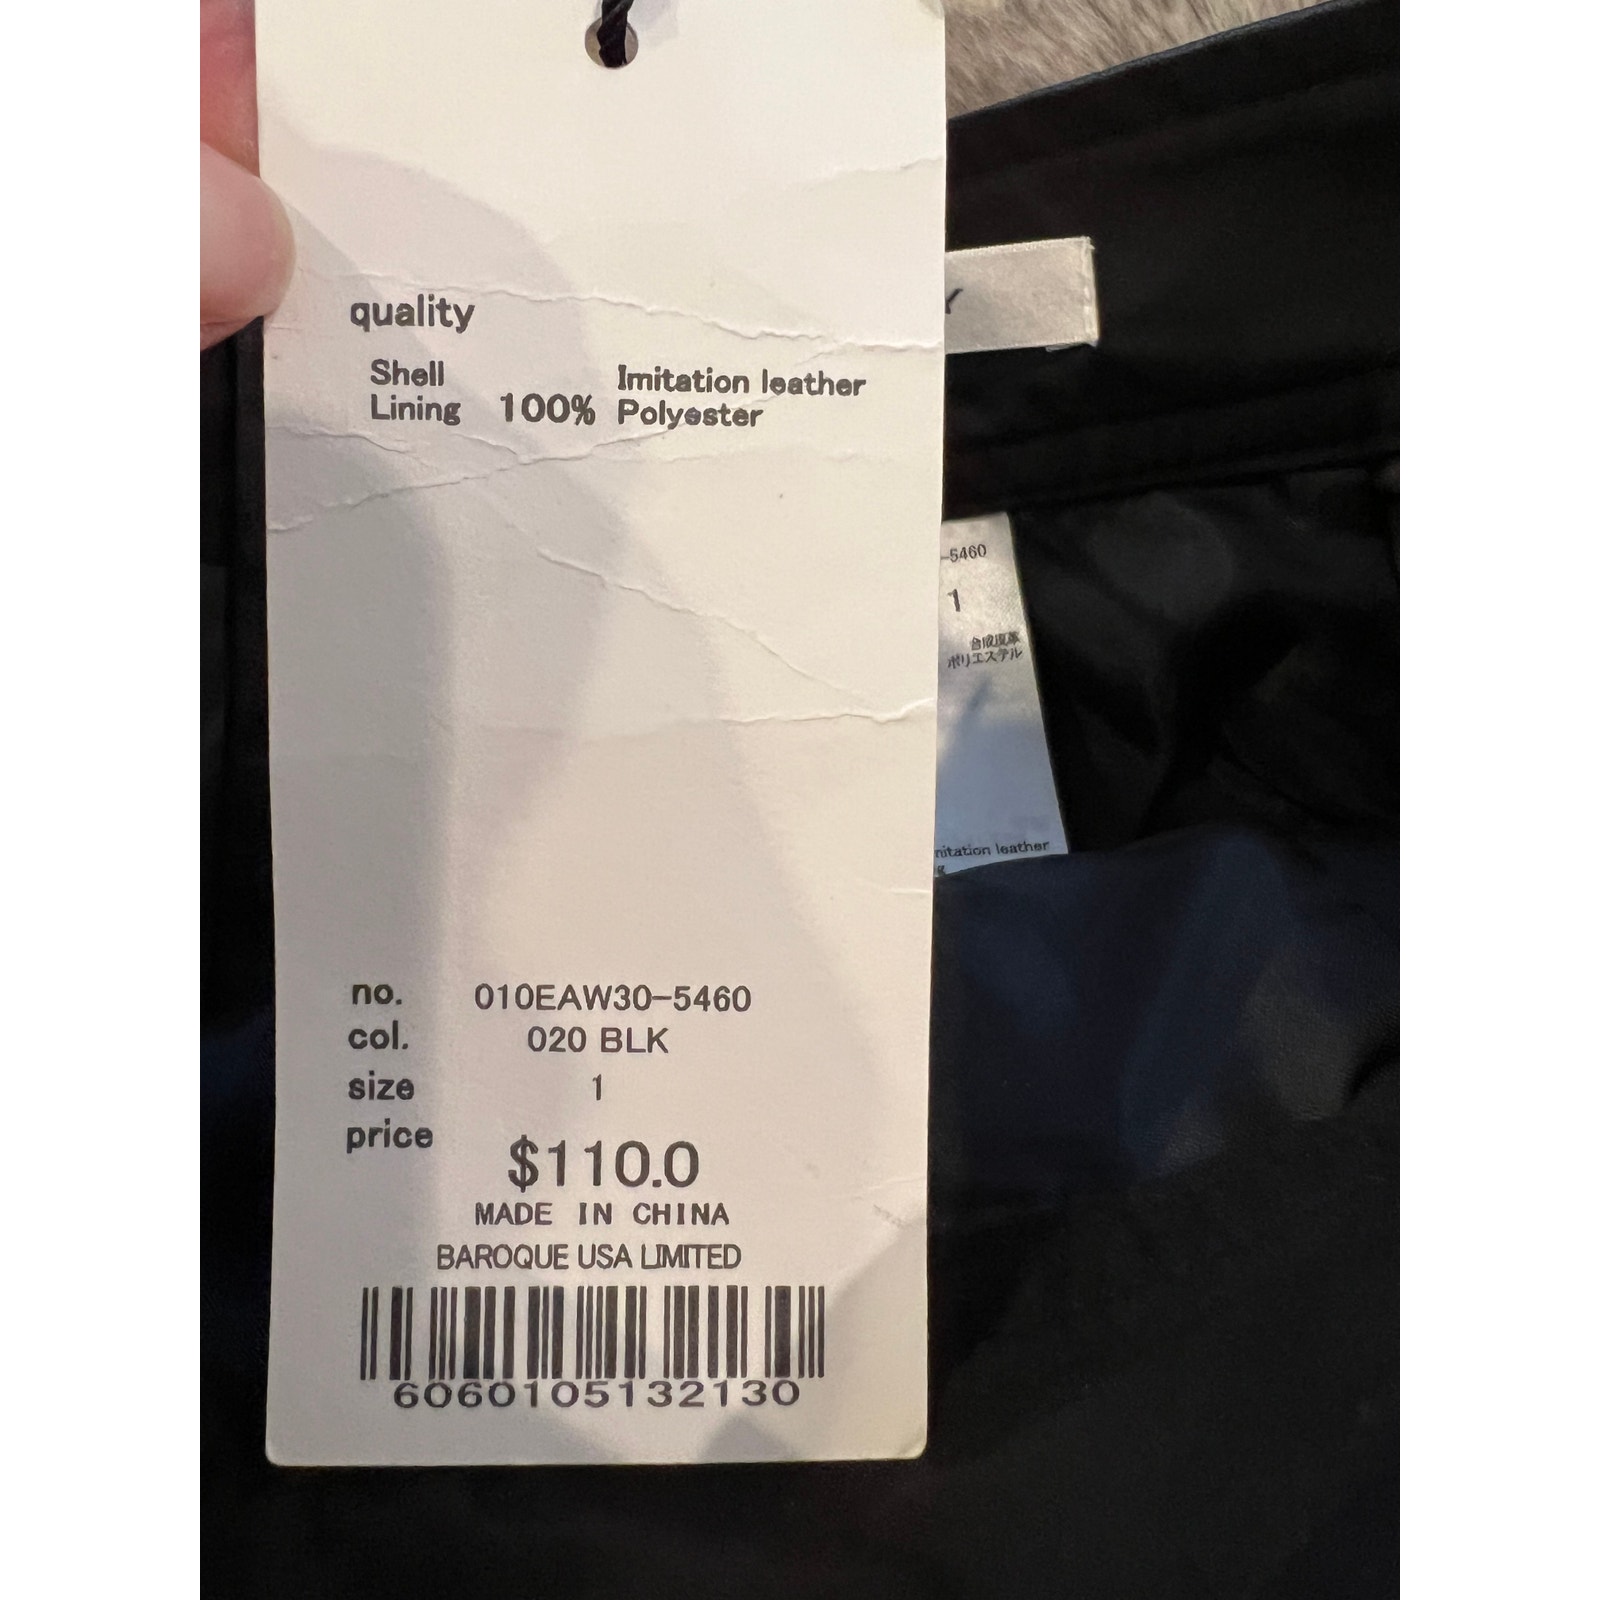 quality
Shell Imitation leather
Lining 100% Polyester
no. 010EAW30-5460
col. 020 BLK
size 1
price $110.0
MADE IN CHINA
BAROQUE USA LIMITED
6060105132130
Y
-5460
1
合成皮革
ポリエステル
leather